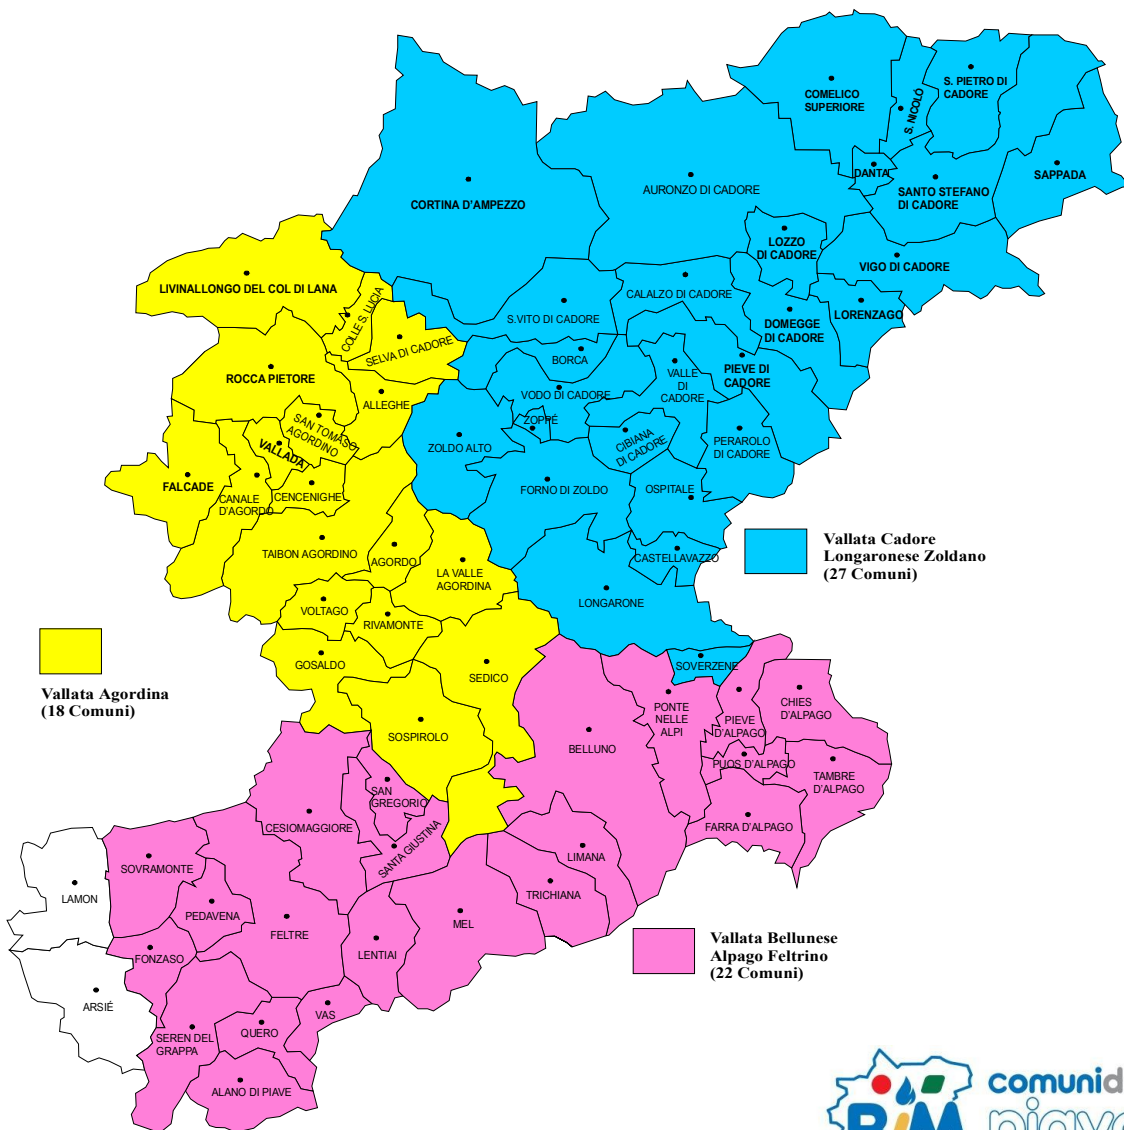 COMELICO
SUPERIORE
S. NICOLÒ
S. PIETRO DI
CADORE
DANTA
SANTO STEFANO
DI CADORE
SAPPADA
AURONZO DI CADORE
CORTINA D'AMPEZZO
LOZZO
DI CADORE
VIGO DI CADORE
LIVINALLONGO DEL COL DI LANA
COLLE S. LUCIA
SELVA DI CADORE
CALALZO DI CADORE
S.VITO DI CADORE
DOMEGGE
DI CADORE
LORENZAGO
BORCA
VALLE
DI
CADORE
PIEVE DI
CADORE
ROCCA PIETORE
ALLEGHE
VODO DI CADORE
ZOPPÈ
SAN TOMASO
AGORDINO
VALLADA
ZOLDO ALTO
CIBIANA
DI CADORE
PERAROLO
DI CADORE
FALCADE
CANALE
D'AGORDO
CENCENIGHE
FORNO DI ZOLDO
OSPITALE
TAIBON AGORDINO
AGORDO
LA VALLE
AGORDINA
CASTELLAVAZZO
LONGARONE
Vallata Cadore
Longaronese Zoldano
(27 Comuni)
VOLTAGO
RIVAMONTE
GOSALDO
SEDICO
SOVERZENE
Vallata Agordina
(18 Comuni)
SOSPIROLO
BELLUNO
PONTE
NELLE
ALPI
PIEVE
D'ALPAGO
CHIES
D'ALPAGO
PUOS D'ALPAGO
TAMBRE
D'ALPAGO
FARRA D'ALPAGO
SAN
GREGORIO
CESIOMAGGIORE
SANTA GIUSTINA
LIMANA
TRICHIANA
SOVRAMONTE
LAMON
PEDAVENA
FELTRE
MEL
LENTIAI
FONZASO
Vallata Bellunese
Alpago Feltrino
(22 Comuni)
ARSIÉ
VAS
SEREN DEL
GRAPPA
QUERO
ALANO DI PIAVE
BIM
comunid
piave